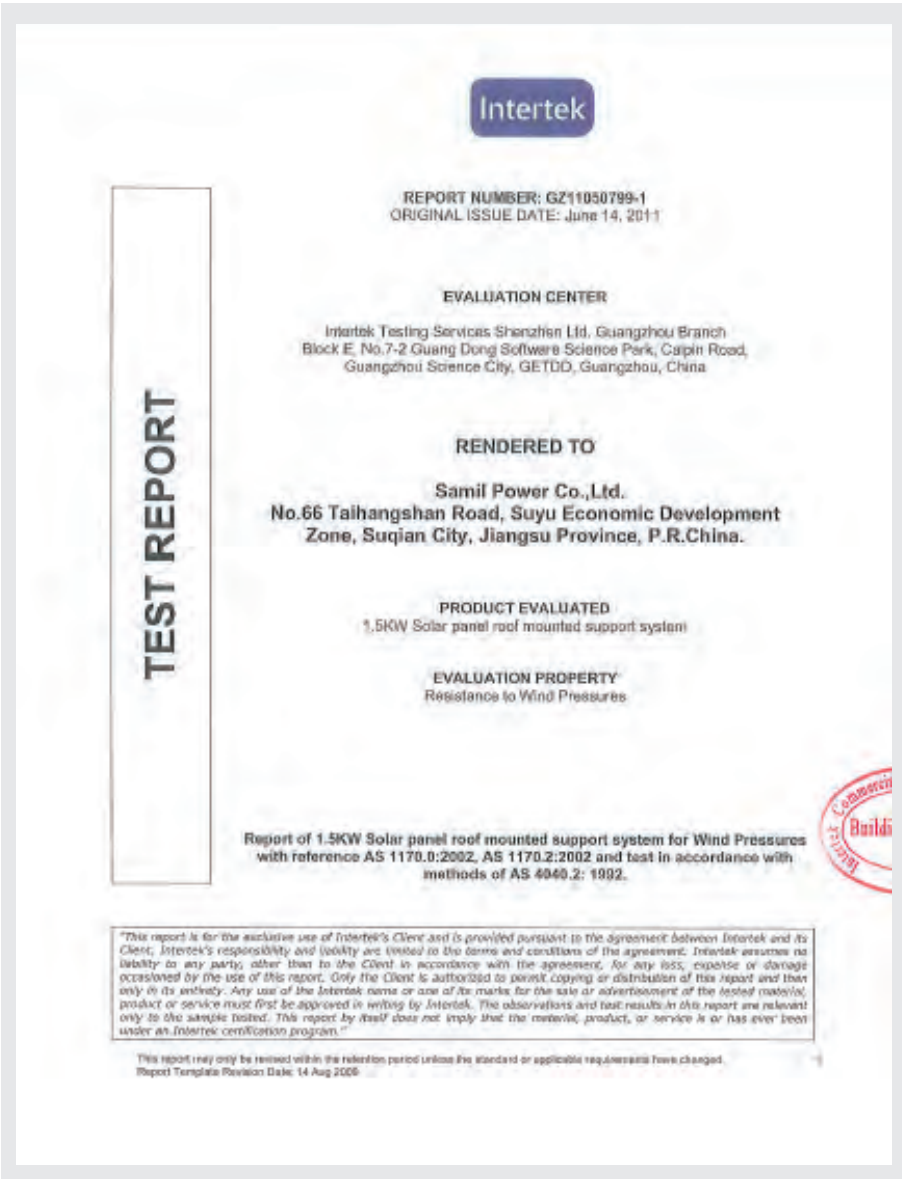 Intertek
REPORT NUMBER: GZ11050799-1
ORIGINAL ISSUE DATE: June 14, 2011
EVALUATION CENTER
Intertek Testing Services Shenzhen Ltd. Guangzhou Branch
Block E, No.7-2 Guang Dong Software Science Park, Caipin Road,
Guangzhou Science City, GETDD, Guangzhou, China
TEST REPORT
RENDERED TO
Samil Power Co.,Ltd.
No.66 Taihangshan Road, Suyu Economic Development
Zone, Suqian City, Jiangsu Province, P.R.China.
PRODUCT EVALUATED
1.5KW Solar panel roof mounted support system
EVALUATION PROPERTY
Resistance to Wind Pressures
Report of 1.5KW Solar panel roof mounted support system for Wind Pressures
with reference AS 1170.0:2002, AS 1170.2:2002 and test in accordance with
methods of AS 4040.2: 1992.
Intertek Commercial
Buildi
"This report is for the exclusive use of Intertek's Client and is provided pursuant to the agreement between Intertek and its
Client, Intertek's responsibility and liability are limited to the terms and conditions of the agreement. Intertek assumes no
liability to any party, other than to the Client in accordance with the agreement, for any loss, expense or damage
occasioned by the use of this report. Only the Client is authorized to permit copying or distribution of this report and then
only in its entirety. Any use of the Intertek name or one of its marks for the sale or advertisement of the tested material,
product or service must first be approved in writing by Intertek. The observations and test results in this report are relevant
only to the sample tested. This report by itself does not imply that the material, product, or service is or has ever been
under an Intertek certification program."
This report may only be revised within the retention period unless the standard or applicable requirements have changed.
Report Template Revision Date: 14 Aug 2009